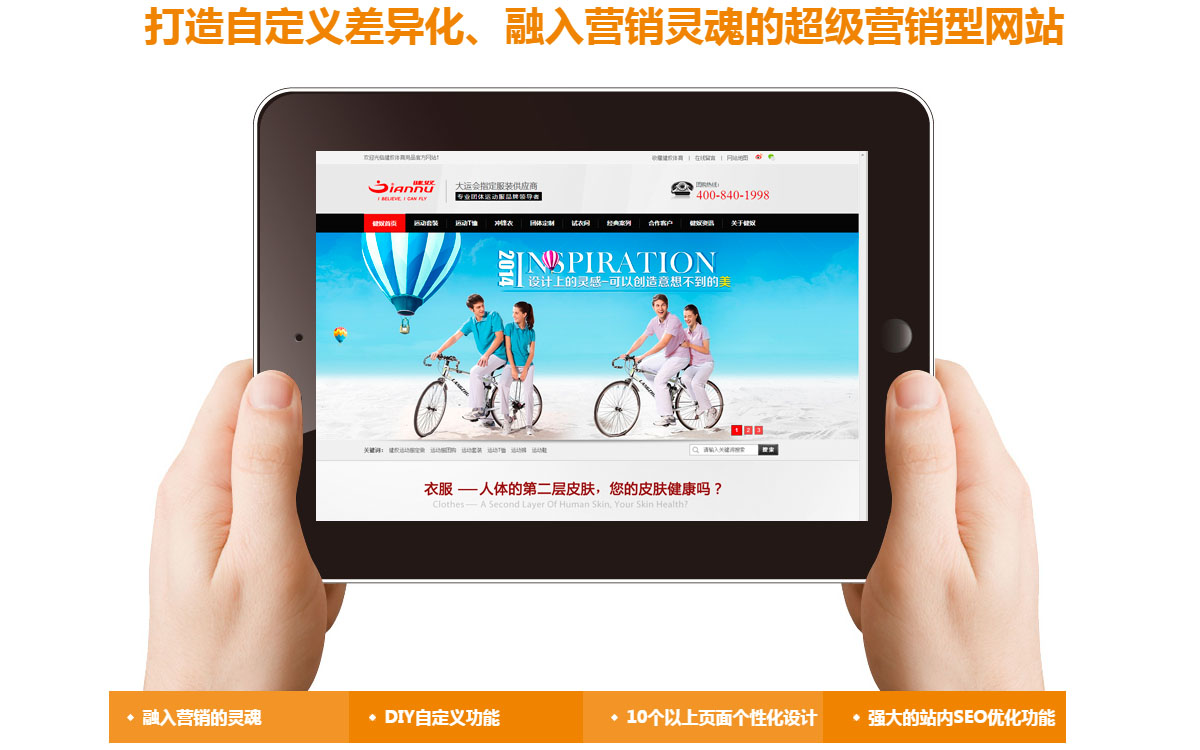 打造自定义差异化、融入营销灵魂的超级营销型网站
欢迎光临健奴体育用品官方网站！
收藏健奴体育 | 在线留言 | 网站地图
健奴
Jiannu
I BELIEVE, I CAN FLY
大运会指定服装供应商
专业团体运动服品牌领导者
团购热线：
400-840-1998
健奴首页 运动套装 运动T恤 冲锋衣 团体定制 试衣间 经典案例 合作客户 健奴资讯 关于健奴
2014 INSPIRATION
设计上的灵感-可以创造意想不到的美
1 2 3
关键词： 健奴运动服定做 运动服团购 运动套装 运动T恤 运动裤 运动鞋
请输入关键词搜索 搜索
衣服 —人体的第二层皮肤，您的皮肤健康吗？
Clothes— A Second Layer Of Human Skin, Your Skin Health?
融入营销的灵魂
DIY自定义功能
10个以上页面个性化设计
强大的站内SEO优化功能